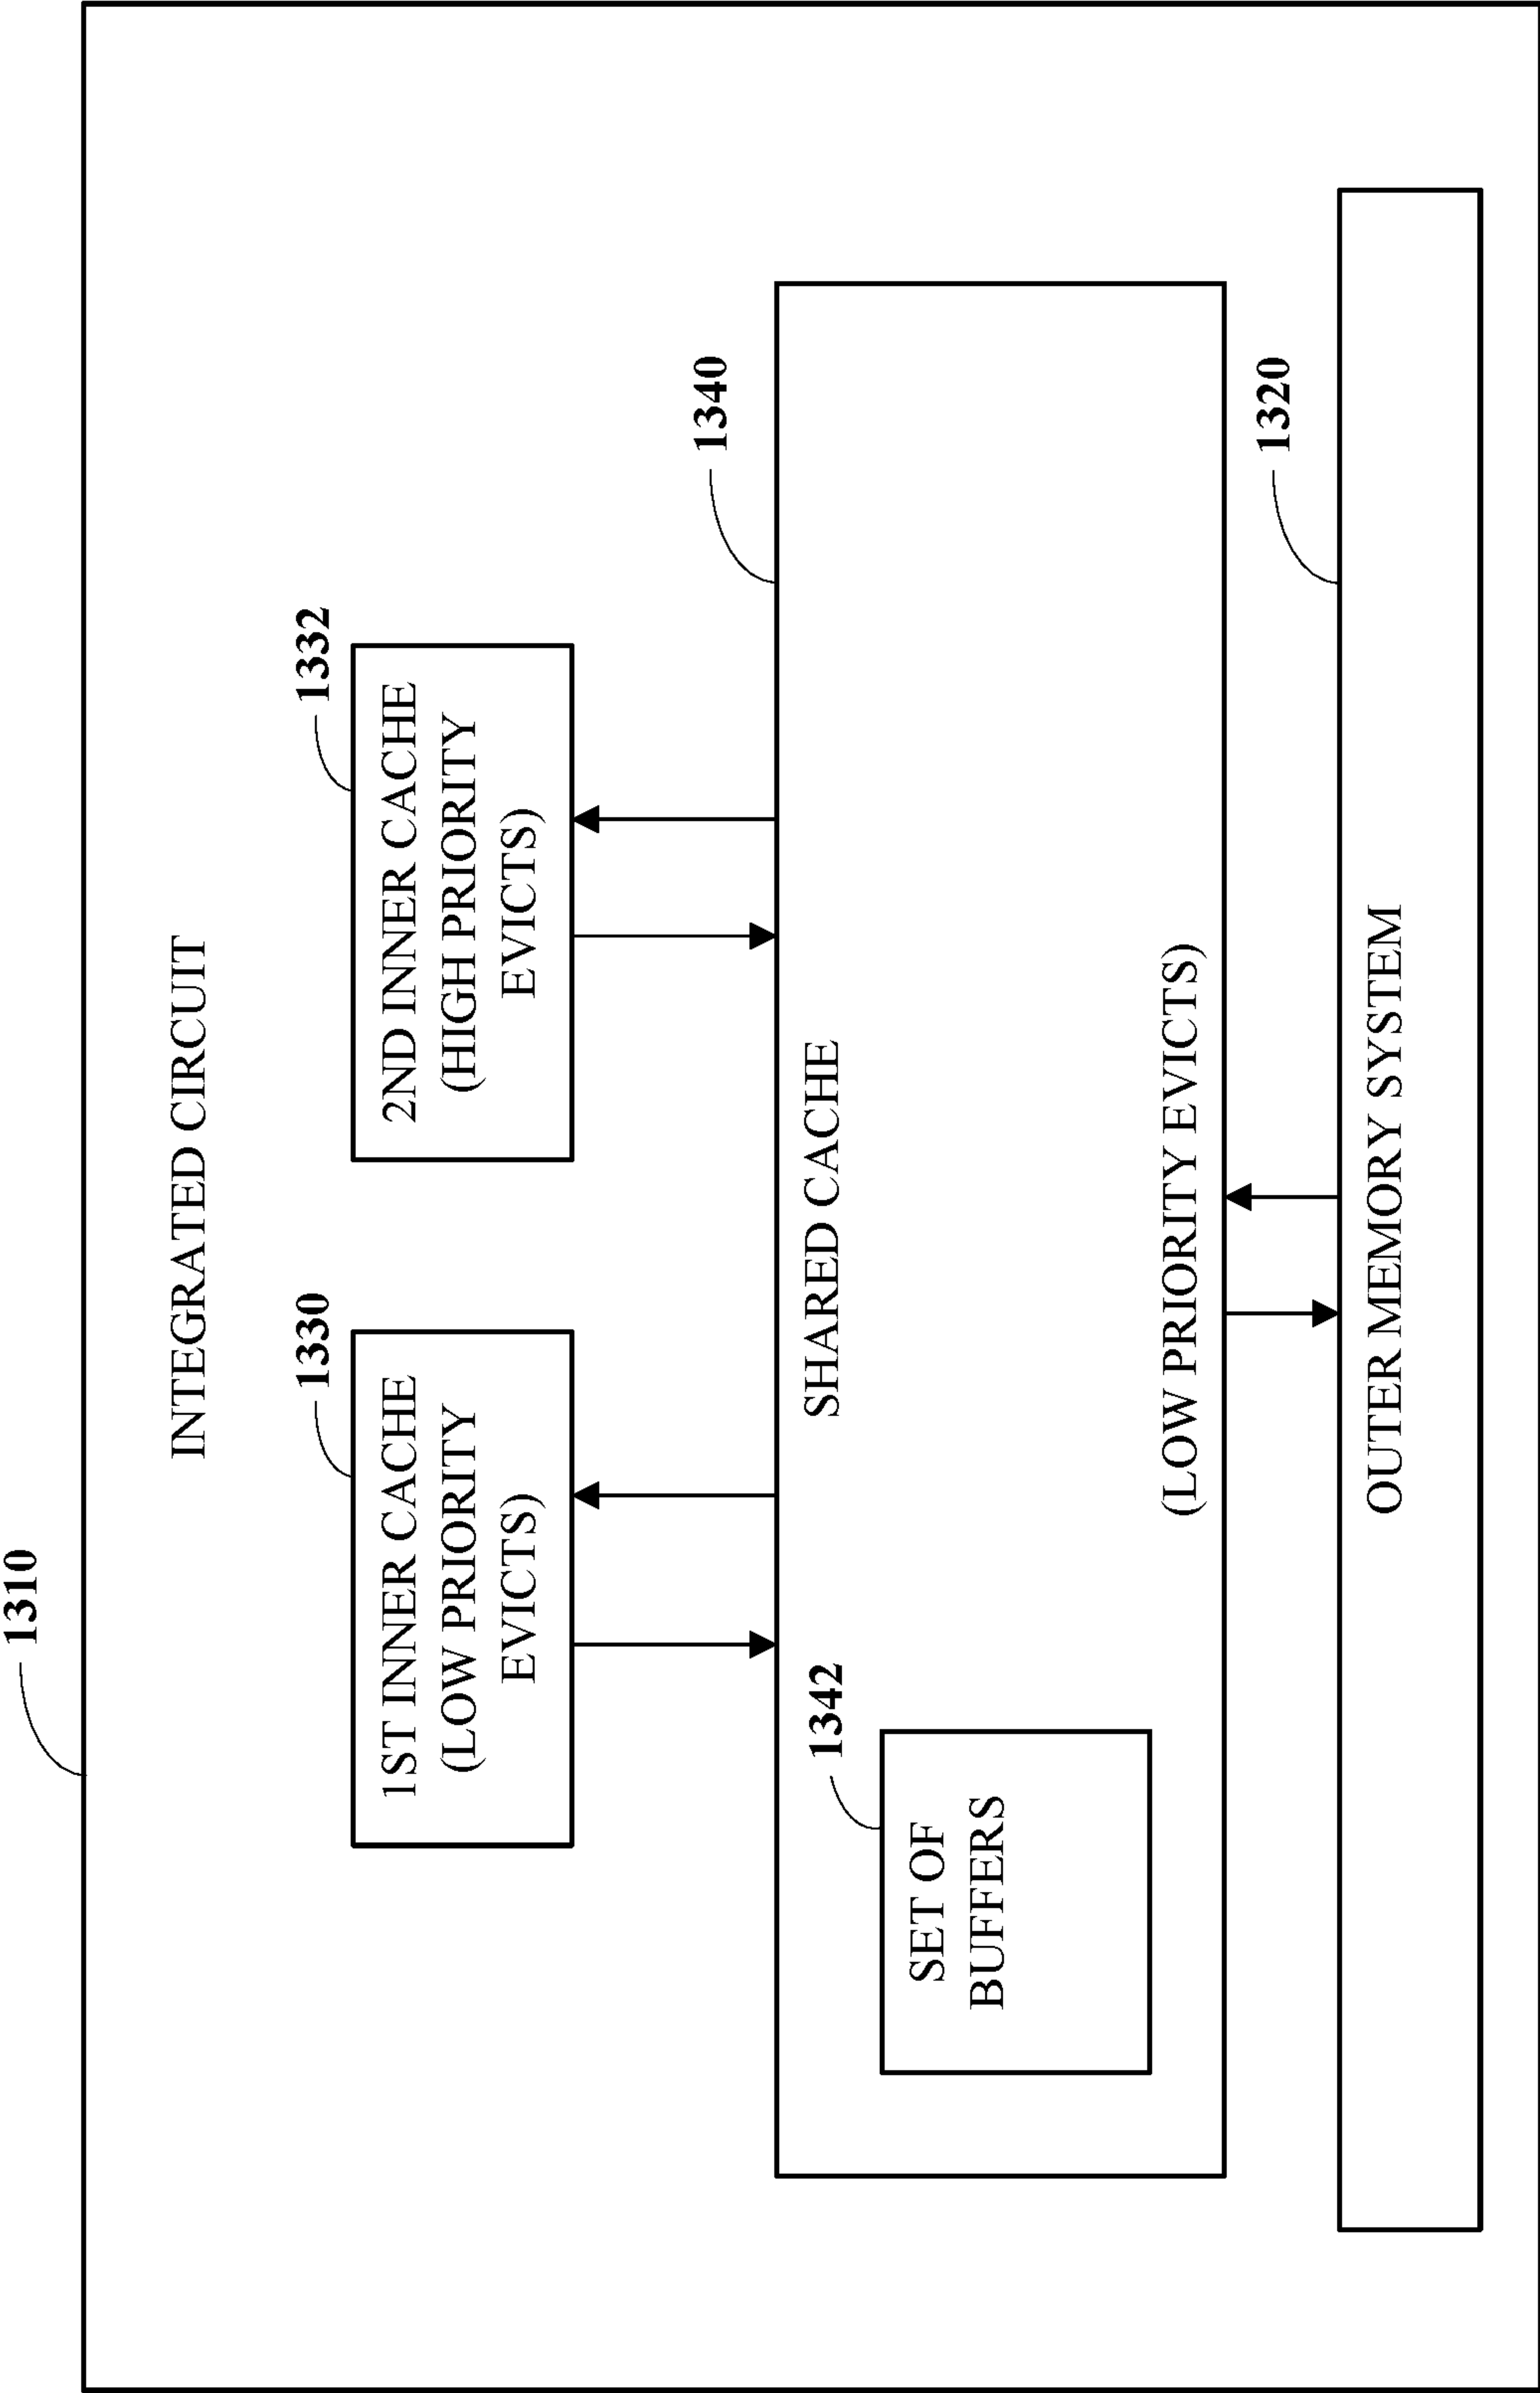 1310
INTEGRATED CIRCUIT
1330
1ST INNER CACHE
(LOW PRIORITY
EVICTS)
1332
2ND INNER CACHE
(HIGH PRIORITY
EVICTS)
1340
SHARED CACHE
1342
SET OF
BUFFERS
(LOW PRIORITY EVICTS)
1320
OUTER MEMORY SYSTEM